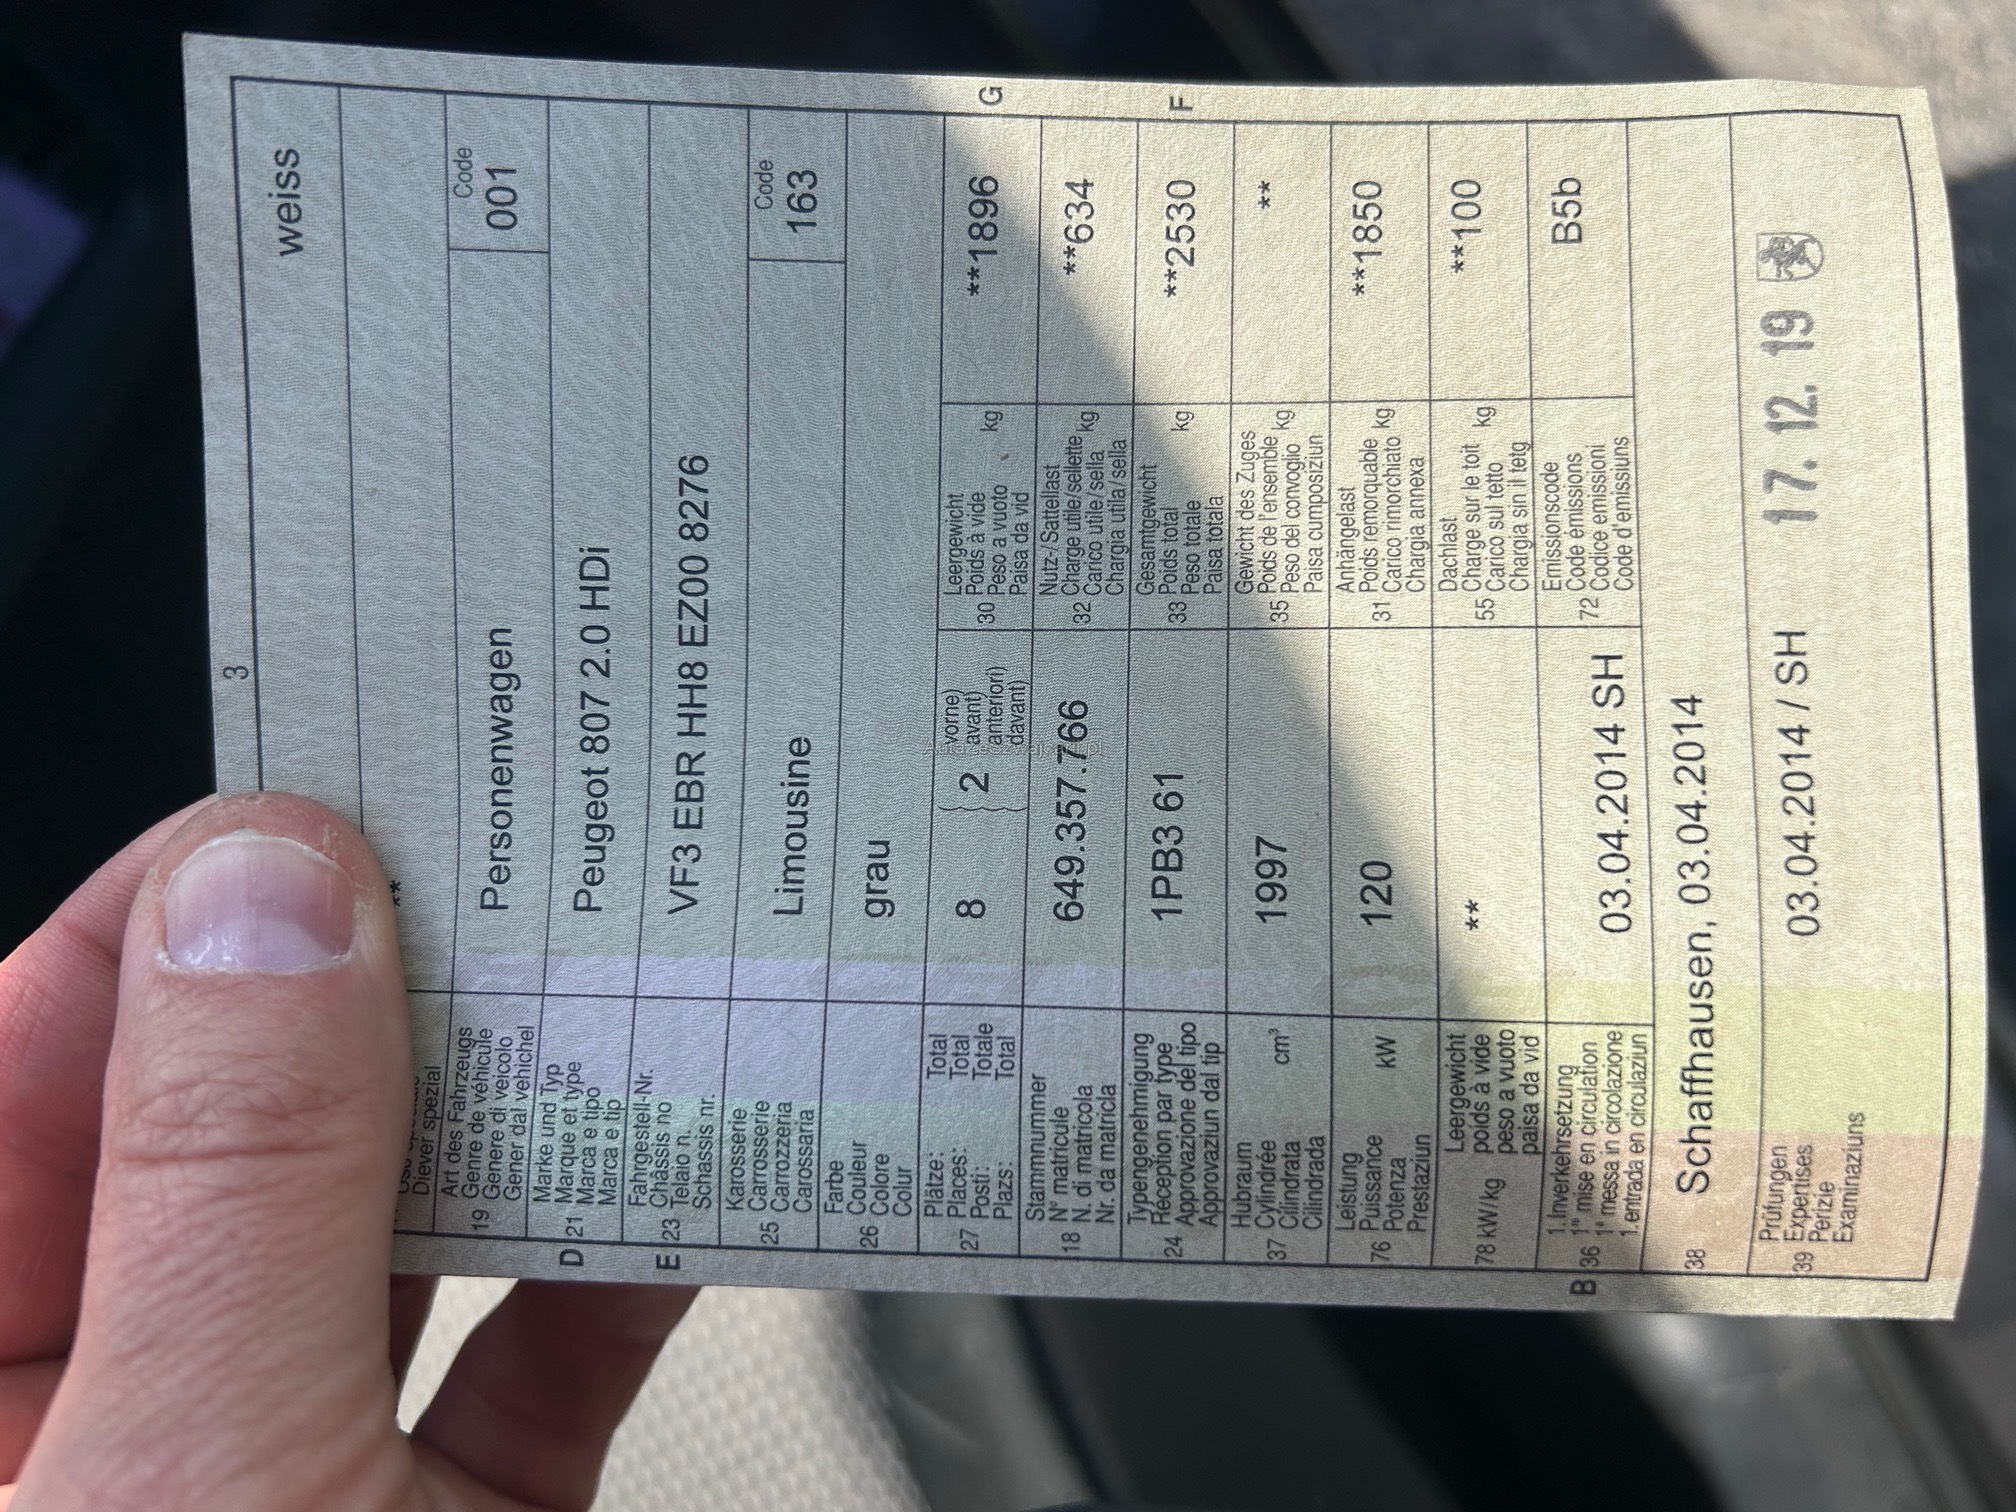 3
weiss
**
Diever spezial
Art des Fahrzeugs
19 Genre de véhicule
Genere di veicolo
Gener dal vehichel
Personenwagen
Code
001
D
Marke und Typ
21 Marque et type
Marca e tipo
Marca e tip
Peugeot 807 2.0 HDi
E
Fahrgestell-Nr.
23 Châssis no
Telaio n.
Schassis nr.
VF3 EBR HH8 EZ00 8276
Karosserie
25 Carrosserie
Carrozzeria
Carossaria
Limousine
Code
163
Farbe
26 Couleur
Colore
Colur
grau
Plätze: Total
Places: Total
27 Posti: Totale
Plazs: Total
8
2
vorne)
avant)
anteriori)
davant)
Leergewicht
Poids à vide
30 Peso a vuoto kg
Paisa da vid
**1896
G
Stammnummer
18 N° matricule
N. di matricola
Nr. da matricla
649.357.766
Nutz-/Sattellast
Charge utile/sellette
32 Carico utile/sella kg
Chargia utila/sella
**634
Typengenehmigung
Réception par type
24 Approvazione del tipo
Approvaziun dal tip
1PB3 61
Gesamtgewicht
Poids total
33 Peso totale kg
Paisa totala
**2530
F
Hubraum
37 Cylindrée cm³
Cilindrata
Cilindrada
1997
Gewicht des Zuges
Poids de l'ensemble
35 Peso del convoglio kg
Paisa cumposiziun
**
Leistung
76 Puissance kW
Potenza
Prestaziun
120
Anhängelast
Poids remorquable
31 Carico rimorchiato kg
Chargia annexa
**1850
78 kW/kg
Leergewicht
poids à vide
peso a vuoto
paisa da vid
**
Dachlast
Charge sur le toit
55 Carico sul tetto kg
Chargia sin il tetg
**100
B
1. Inverkehrsetzung
36 1re mise en circulation
1a messa in circolazione
1. entrada en circulaziun
03.04.2014 SH
Emissionscode
Code émissions
72 Codice emissioni
Code d'emissiuns
B5b
38 Schaffhausen, 03.04.2014
Prüfungen
39 Expertises
Perizie
Examinaziuns
03.04.2014 / SH
17. 12. 19